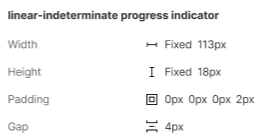 linear-indeterminate progress indicator
Width Fixed 113px
Height Fixed 18px
Padding 0px 0px 0px 2px
Gap 4px